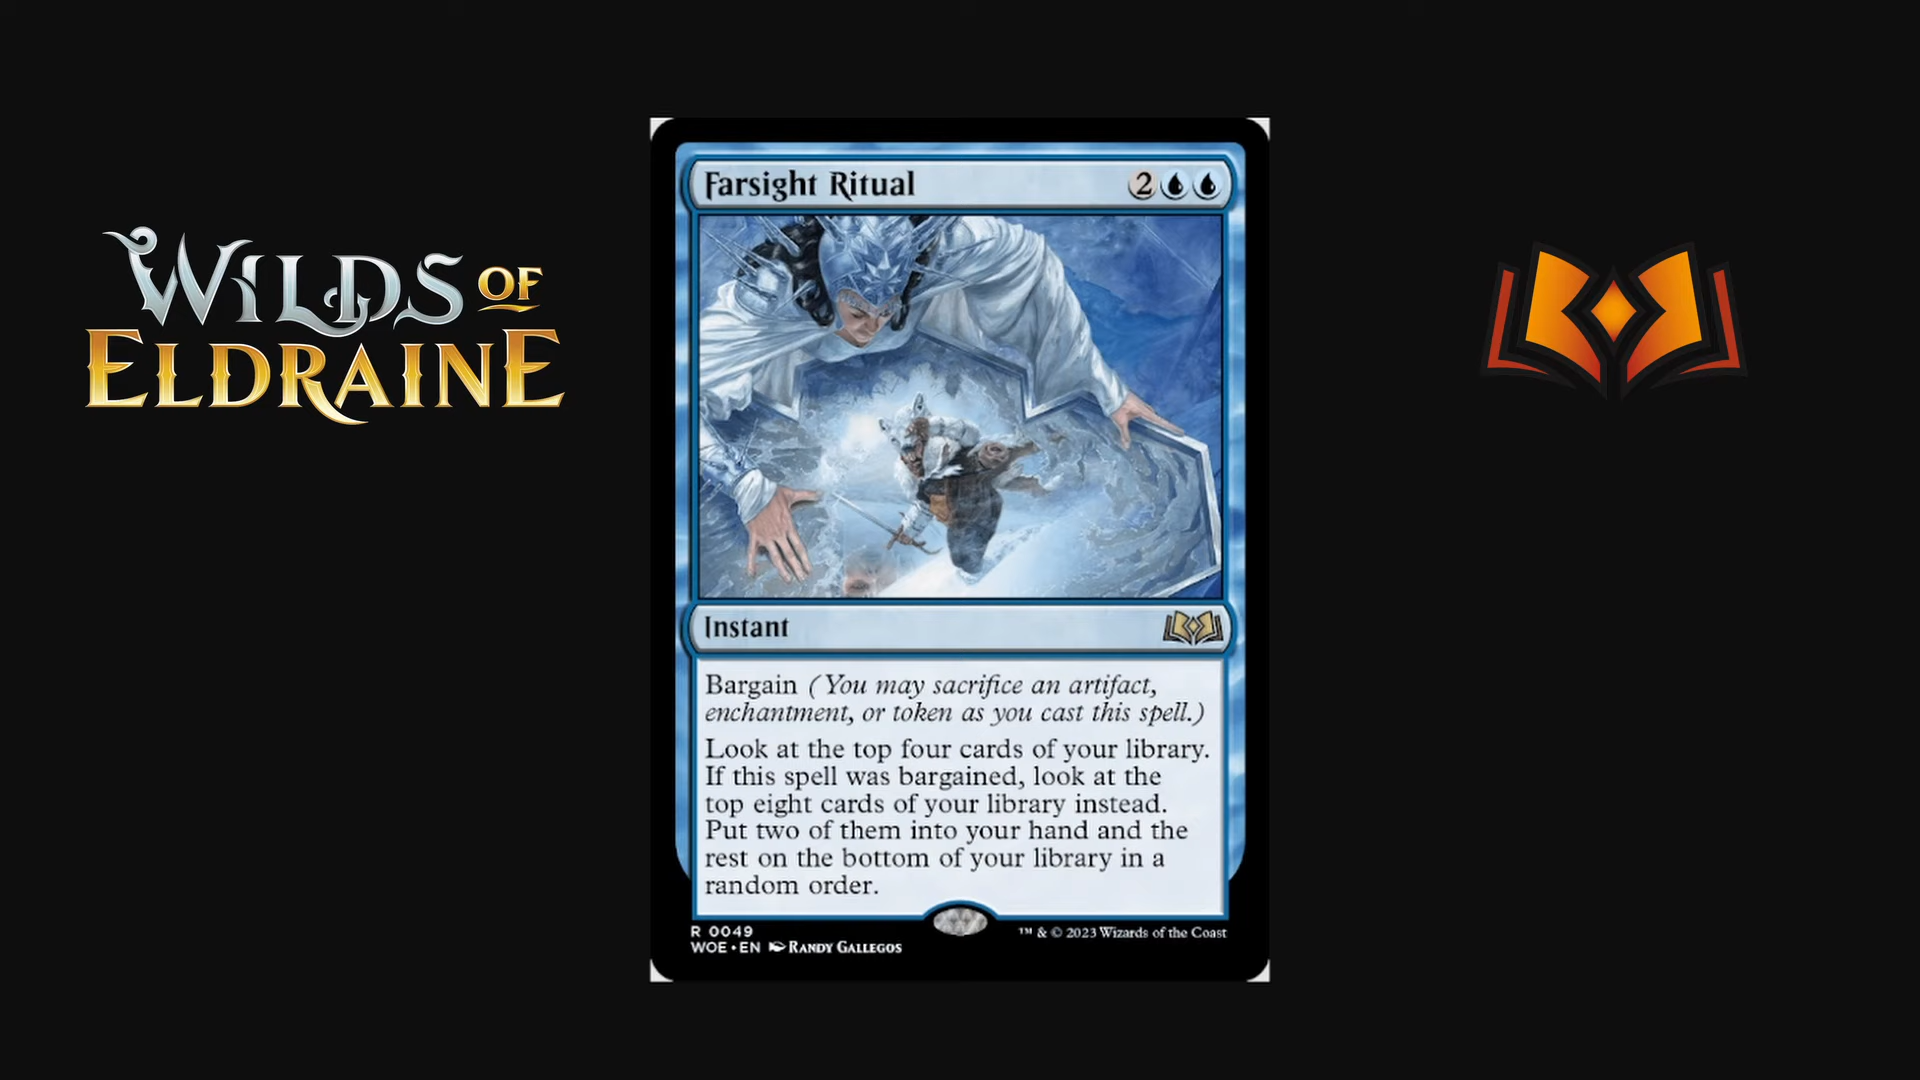 WILDS OF
ELDRAINE
Farsight Ritual 2
Instant
Bargain (You may sacrifice an artifact,
enchantment, or token as you cast this spell.)
Look at the top four cards of your library.
If this spell was bargained, look at the
top eight cards of your library instead.
Put two of them into your hand and the
rest on the bottom of your library in a
random order.
R 0049
WOE • EN RANDY GALLEGOS
™ & © 2023 Wizards of the Coast